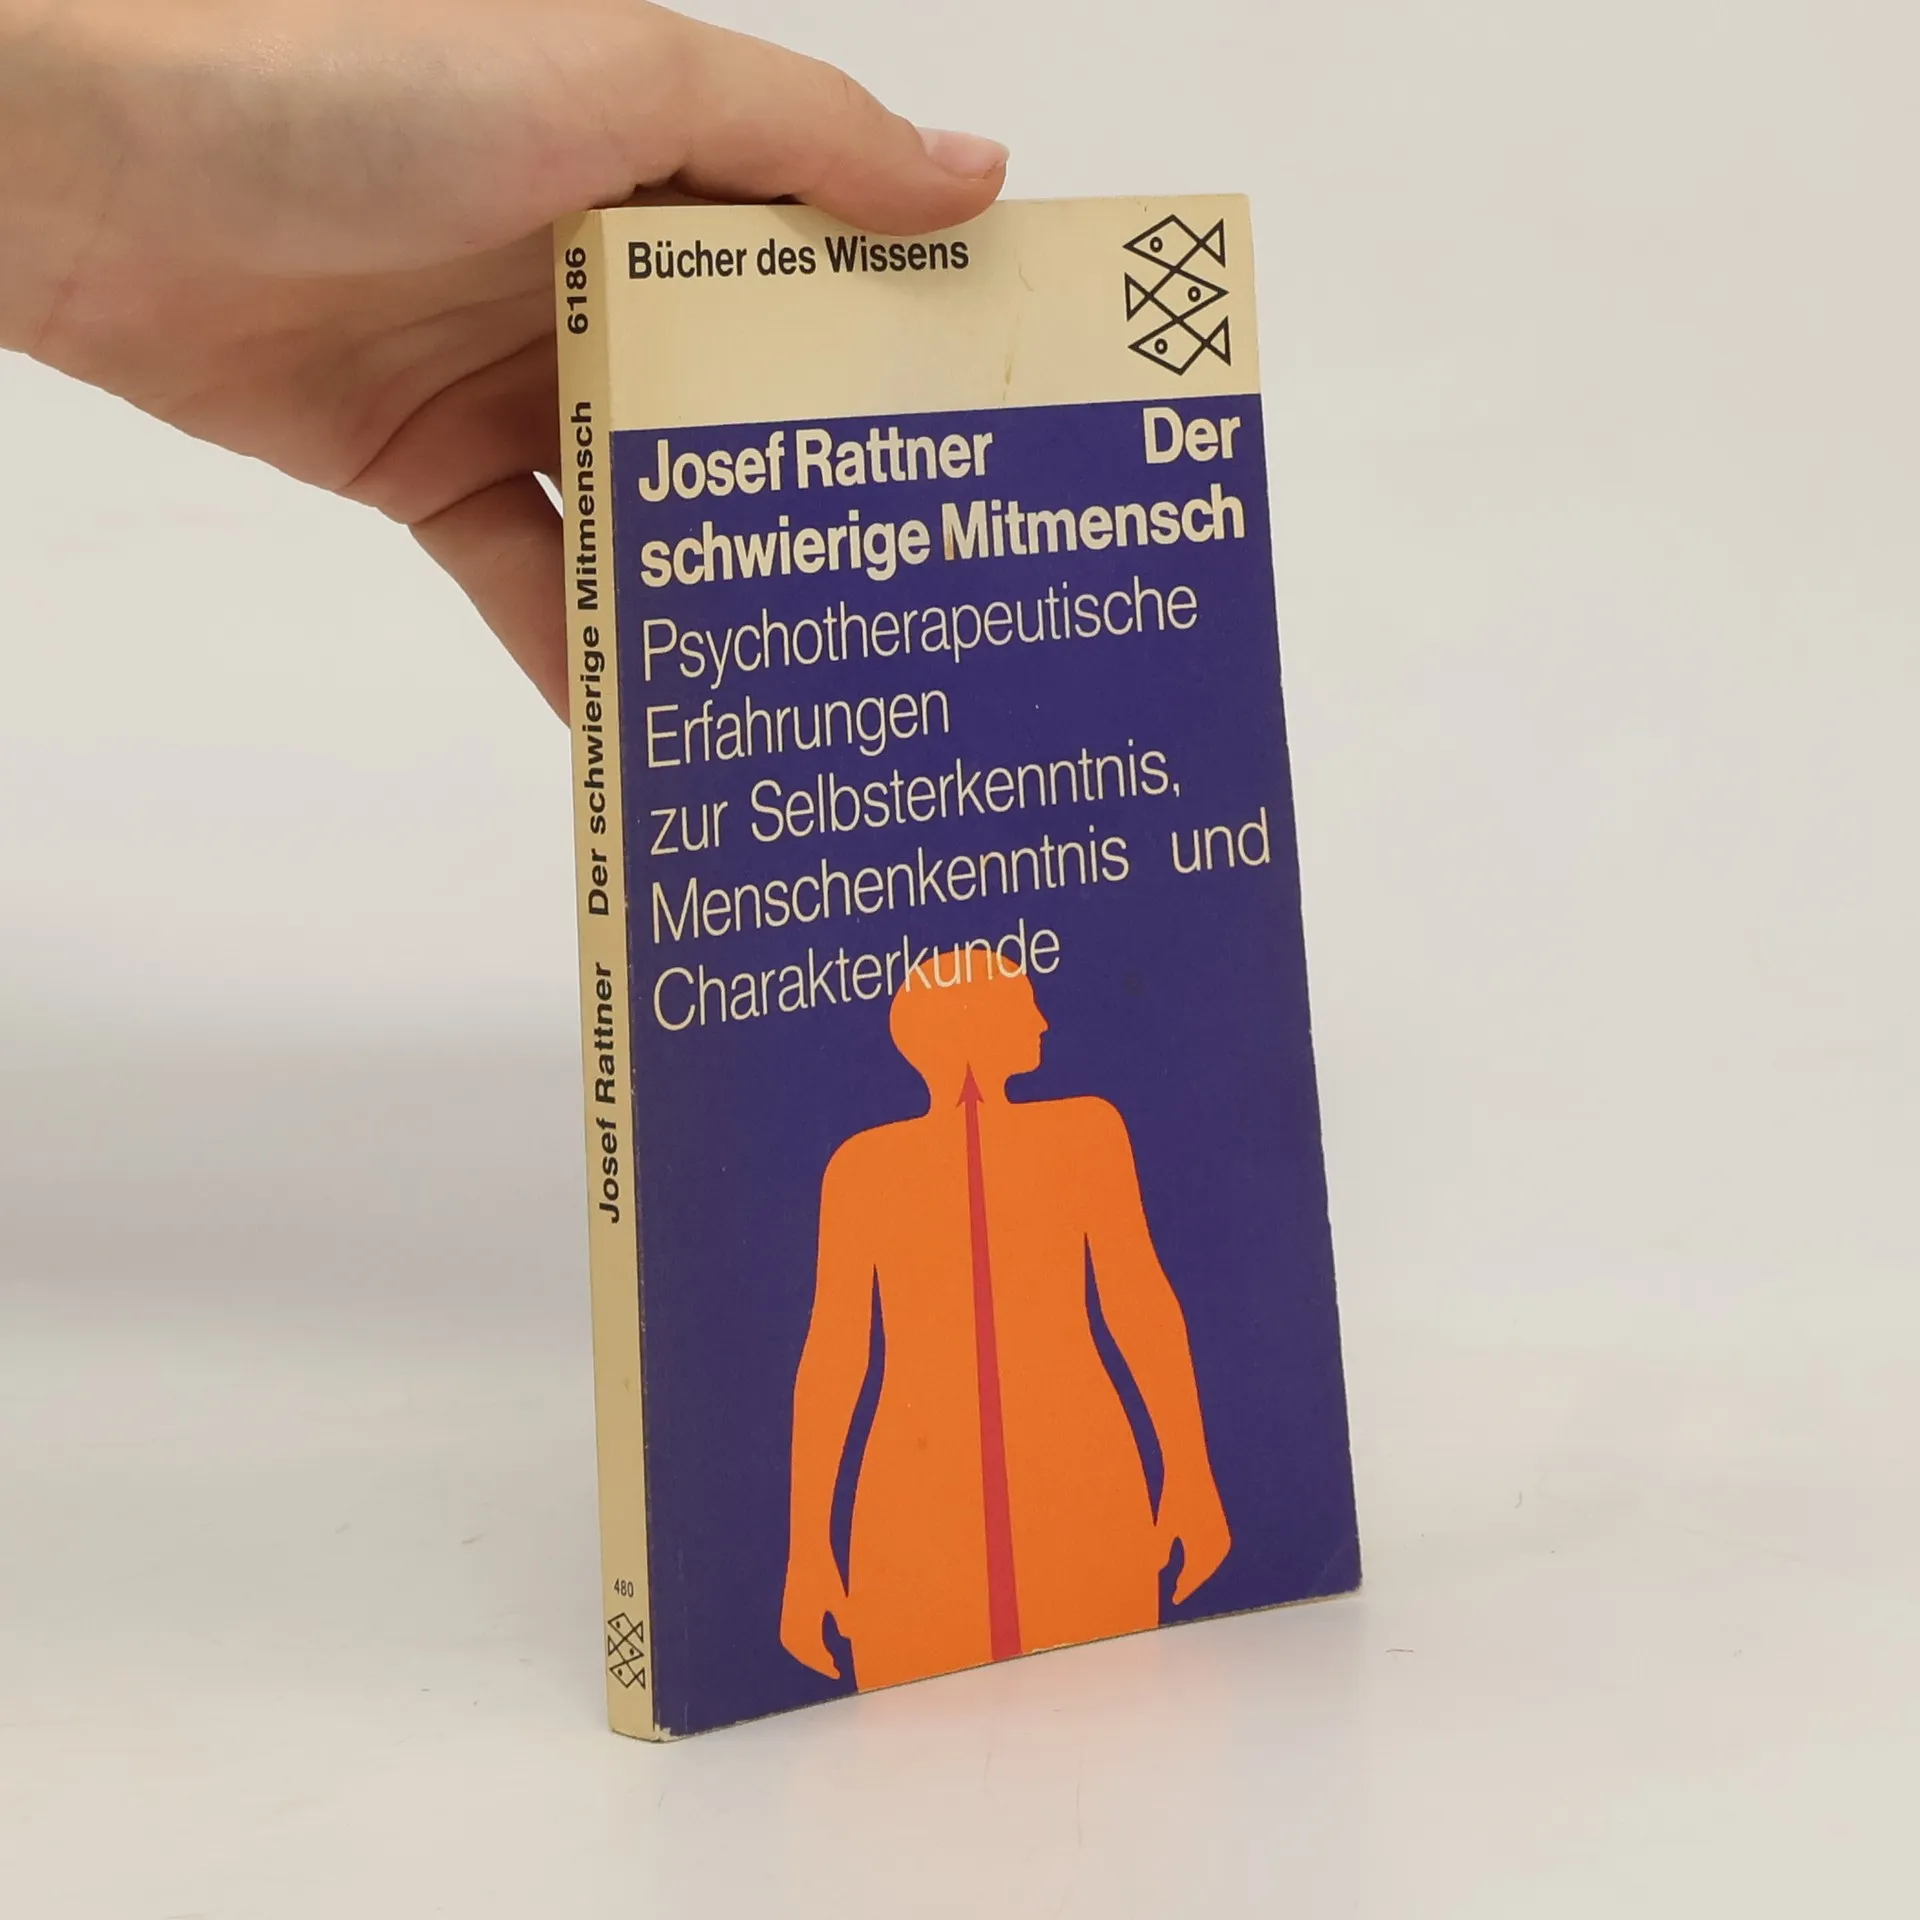 Bücher des Wissens
Josef Rattner Der
schwierige Mitmensch
Psychotherapeutische
Erfahrungen
zur Selbsterkenntnis,
Menschenkenntnis und
Charakterkunde
Josef Rattner Der schwierige Mitmensch 6186
480